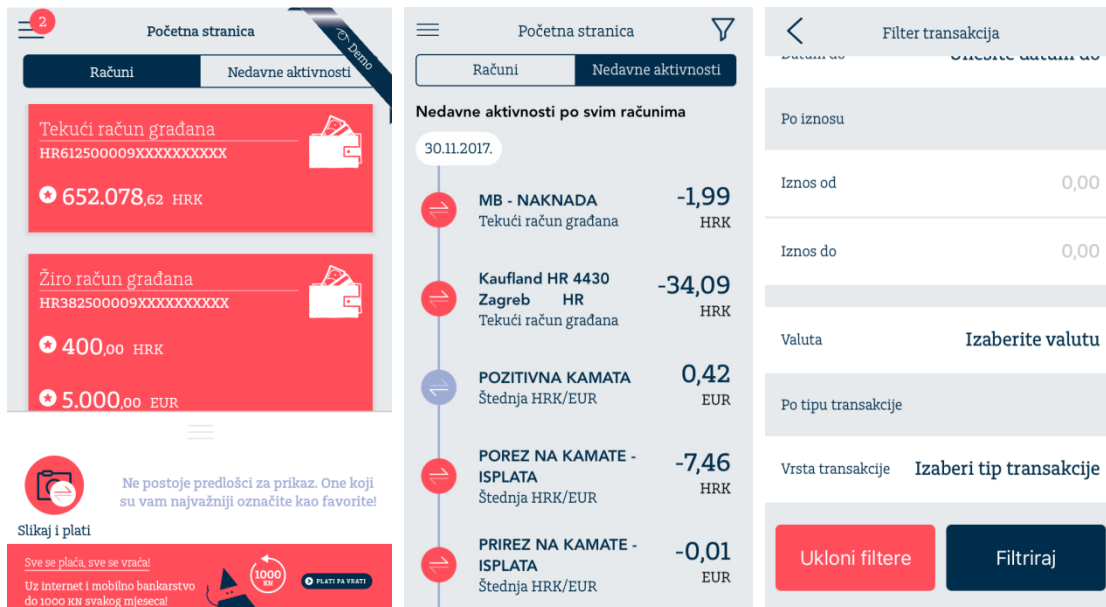 2
Početna stranica
Demo
Računi
Nedavne aktivnosti
Tekući račun građana
HR612500009XXXXXXXXXX
652.078,62 HRK
Žiro račun građana
HR382500009XXXXXXXXXX
400,00 HRK
5.000,00 EUR
Ne postoje predlošci za prikaz. One koji
su vam najvažniji označite kao favorite!
Slikaj i plati
Sve se plaća, sve se vraća!
Uz internet i mobilno bankarstvo
do 1000 KN svakog mjeseca!
1000
KN
PLATI PA VRATI
Početna stranica
Računi
Nedavne aktivnosti
Nedavne aktivnosti po svim računima
30.11.2017.
MB - NAKNADA
-1,99
Tekući račun građana
HRK
Kaufland HR 4430
Zagreb HR
-34,09
Tekući račun građana
HRK
POZITIVNA KAMATA
0,42
Štednja HRK/EUR
EUR
POREZ NA KAMATE -
ISPLATA
-7,46
Štednja HRK/EUR
HRK
PRIREZ NA KAMATE -
ISPLATA
-0,01
Štednja HRK/EUR
EUR
Filter transakcija
Datum do
Unesite datum do
Po iznosu
Iznos od
0,00
Iznos do
0,00
Valuta
Izaberite valutu
Po tipu transakcije
Vrsta transakcije
Izaberi tip transakcije
Ukloni filtere
Filtriraj